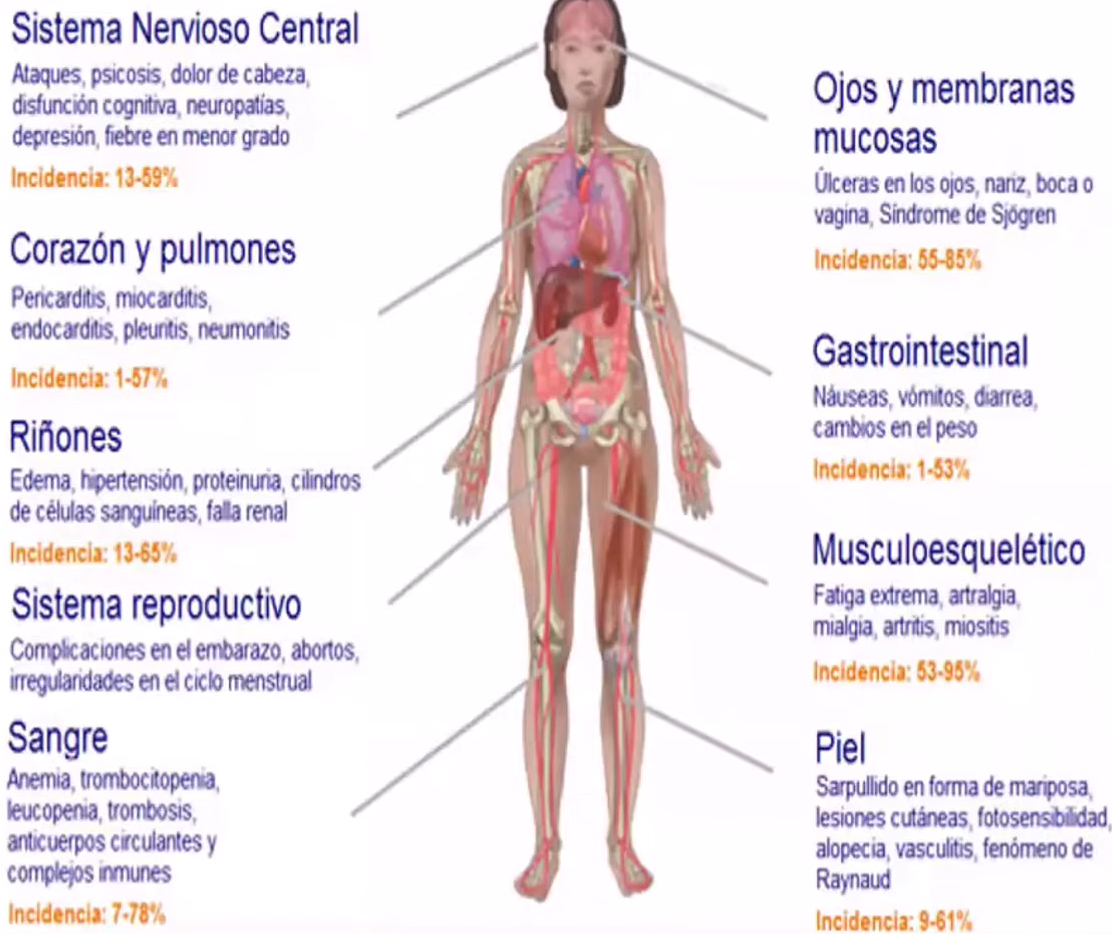 Sistema Nervioso Central
Ataques, psicosis, dolor de cabeza,
disfunción cognitiva, neuropatías,
depresión, fiebre en menor grado
Incidencia: 13-59%
Corazón y pulmones
Pericarditis, miocarditis,
endocarditis, pleuritis, neumonitis
Incidencia: 1-57%
Riñones
Edema, hipertensión, proteinuria, cilindros
de células sanguíneas, falla renal
Incidencia: 13-65%
Sistema reproductivo
Complicaciones en el embarazo, abortos,
irregularidades en el ciclo menstrual
Sangre
Anemia, trombocitopenia,
leucopenia, trombosis,
anticuerpos circulantes y
complejos inmunes
Incidencia: 7-78%
Ojos y membranas
mucosas
Úlceras en los ojos, nariz, boca o
vagina, Síndrome de Sjögren
Incidencia: 55-85%
Gastrointestinal
Náuseas, vómitos, diarrea,
cambios en el peso
Incidencia: 1-53%
Musculoesquelético
Fatiga extrema, artralgia,
mialgia, artritis, miositis
Incidencia: 53-95%
Piel
Sarpullido en forma de mariposa,
lesiones cutáneas, fotosensibilidad,
alopecia, vasculitis, fenómeno de
Raynaud
Incidencia: 9-61%